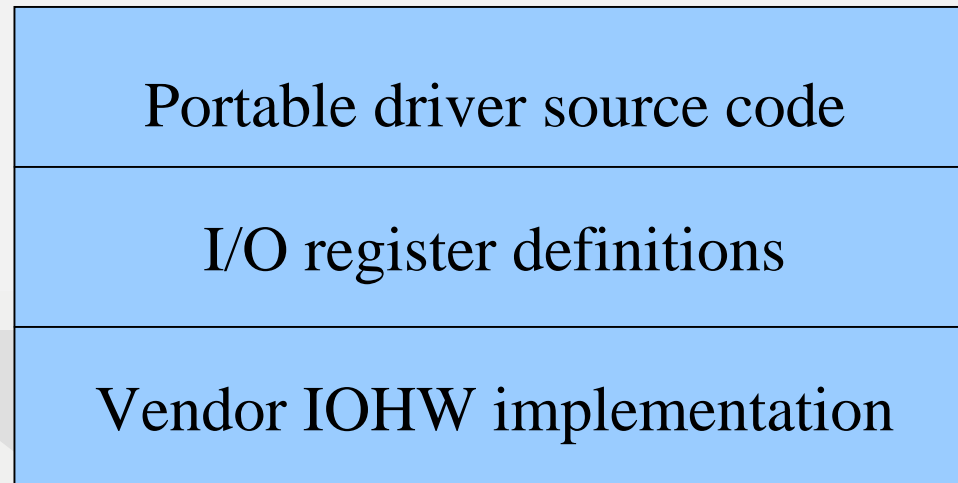 Portable driver source code
I/O register definitions
Vendor IOHW implementation